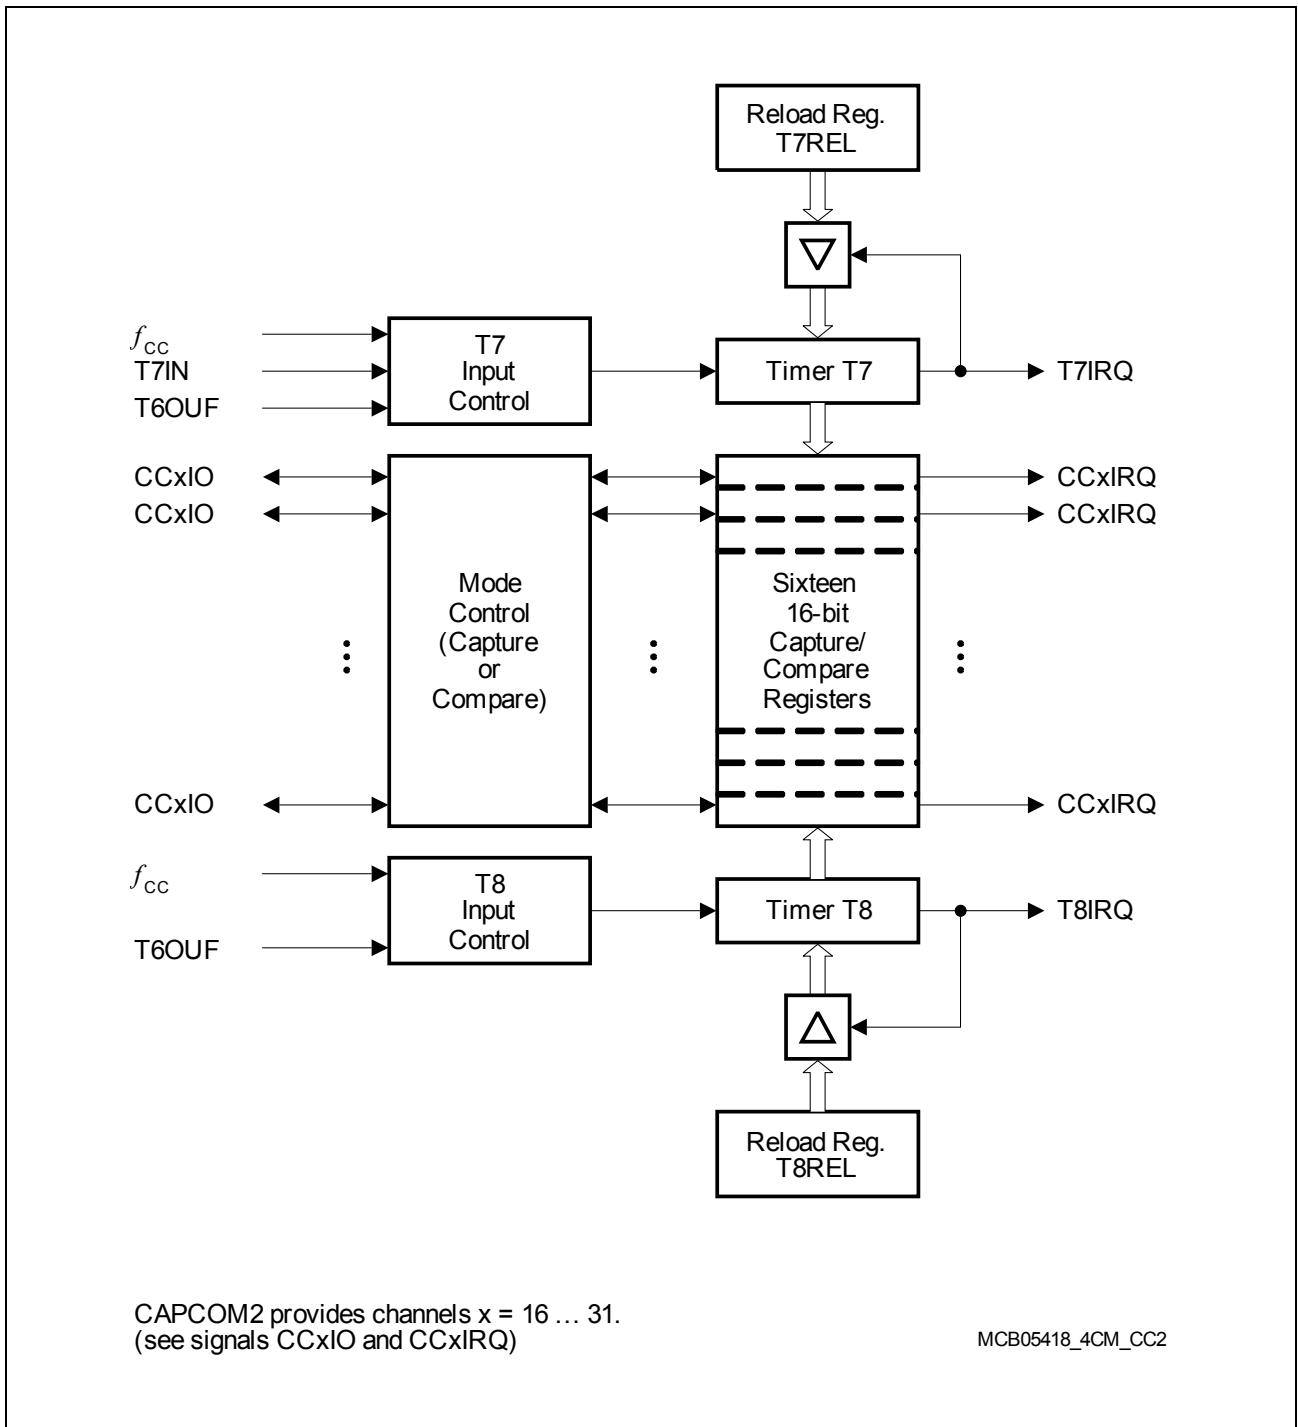 Reload Reg.
T7REL
fCC
T7IN
T6OUF
T7
Input
Control
Timer T7
T7IRQ
CCxIO
CCxIO
CCxIO
Mode
Control
(Capture
or
Compare)
Sixteen
16-bit
Capture/
Compare
Registers
CCxIRQ
CCxIRQ
CCxIRQ
fCC
T6OUF
T8
Input
Control
Timer T8
T8IRQ
Reload Reg.
T8REL
CAPCOM2 provides channels x = 16 … 31.
(see signals CCxIO and CCxIRQ)
MCB05418_4CM_CC2